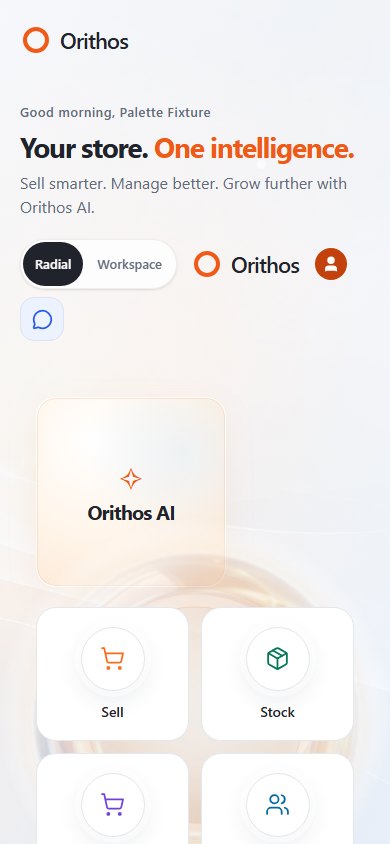 Orithos
Good morning, Palette Fixture
Your store. One intelligence.
Sell smarter. Manage better. Grow further with
Orithos AI.
Radial
Workspace
Orithos
Orithos AI
Sell
Stock